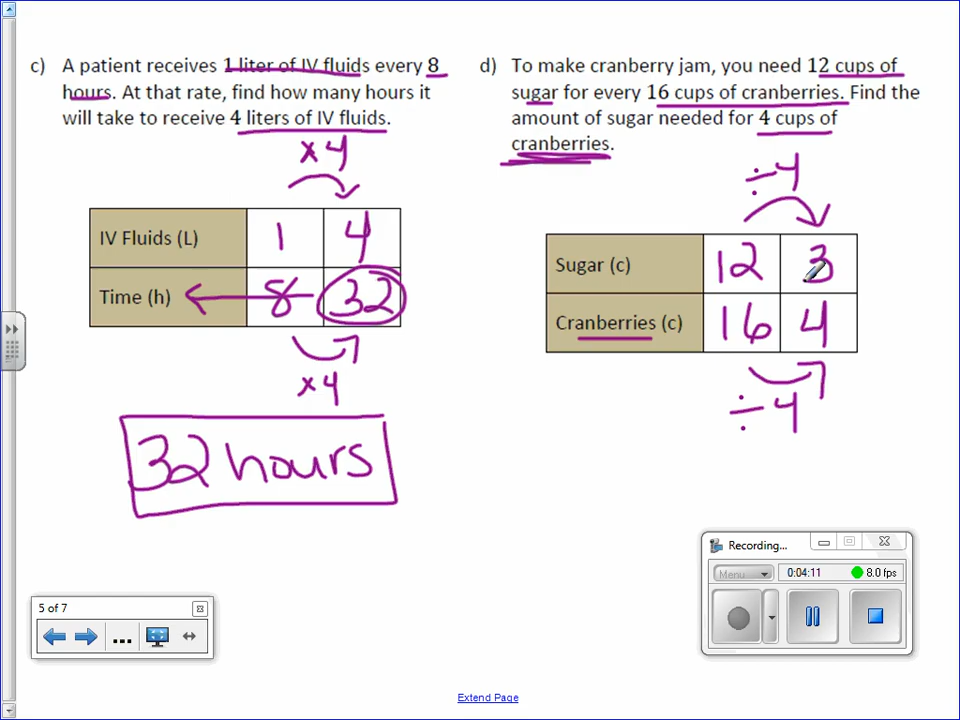 c) A patient receives 1 liter of IV fluids every 8
hours. At that rate, find how many hours it
will take to receive 4 liters of IV fluids.
×4
IV Fluids (L) 1 4
Time (h) 8 32
×4
32 hours
d) To make cranberry jam, you need 12 cups of
sugar for every 16 cups of cranberries. Find the
amount of sugar needed for 4 cups of
cranberries.
÷4
Sugar (c) 12 3
Cranberries (c) 16 4
÷4
Recording...
Menu 0:04:11 8.0 fps
5 of 7
...
Extend Page